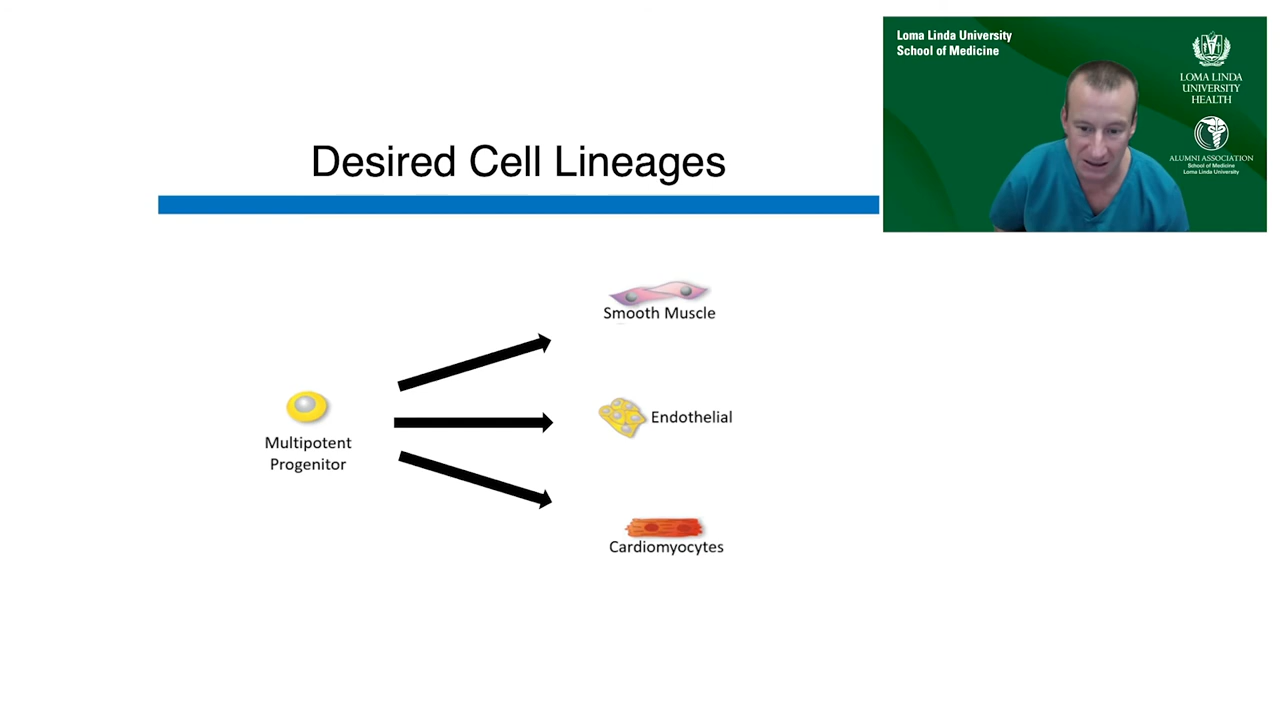 Loma Linda University
School of Medicine
LOMA LINDA
UNIVERSITY
HEALTH
ALUMNI ASSOCIATION
School of Medicine
Loma Linda University
Desired Cell Lineages
Smooth Muscle
Multipotent
Progenitor
Endothelial
Cardiomyocytes